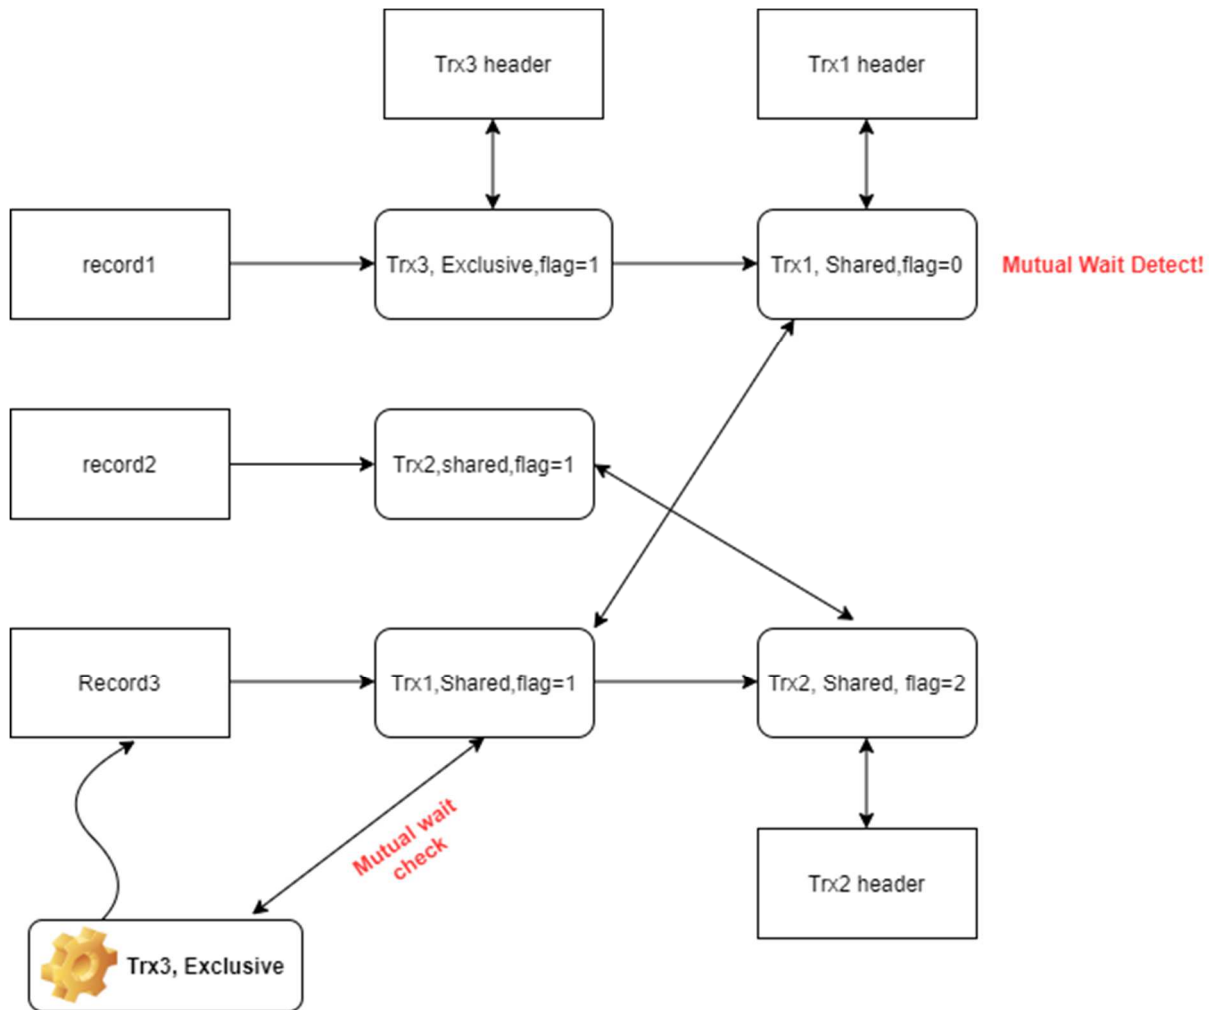 Trx3 header
Trx1 header
record1
Trx3, Exclusive,flag=1
Trx1, Shared,flag=0
Mutual Wait Detect!
record2
Trx2,shared,flag=1
Record3
Trx1,Shared,flag=1
Trx2, Shared, flag=2
Mutual wait
check
Trx2 header
Trx3, Exclusive